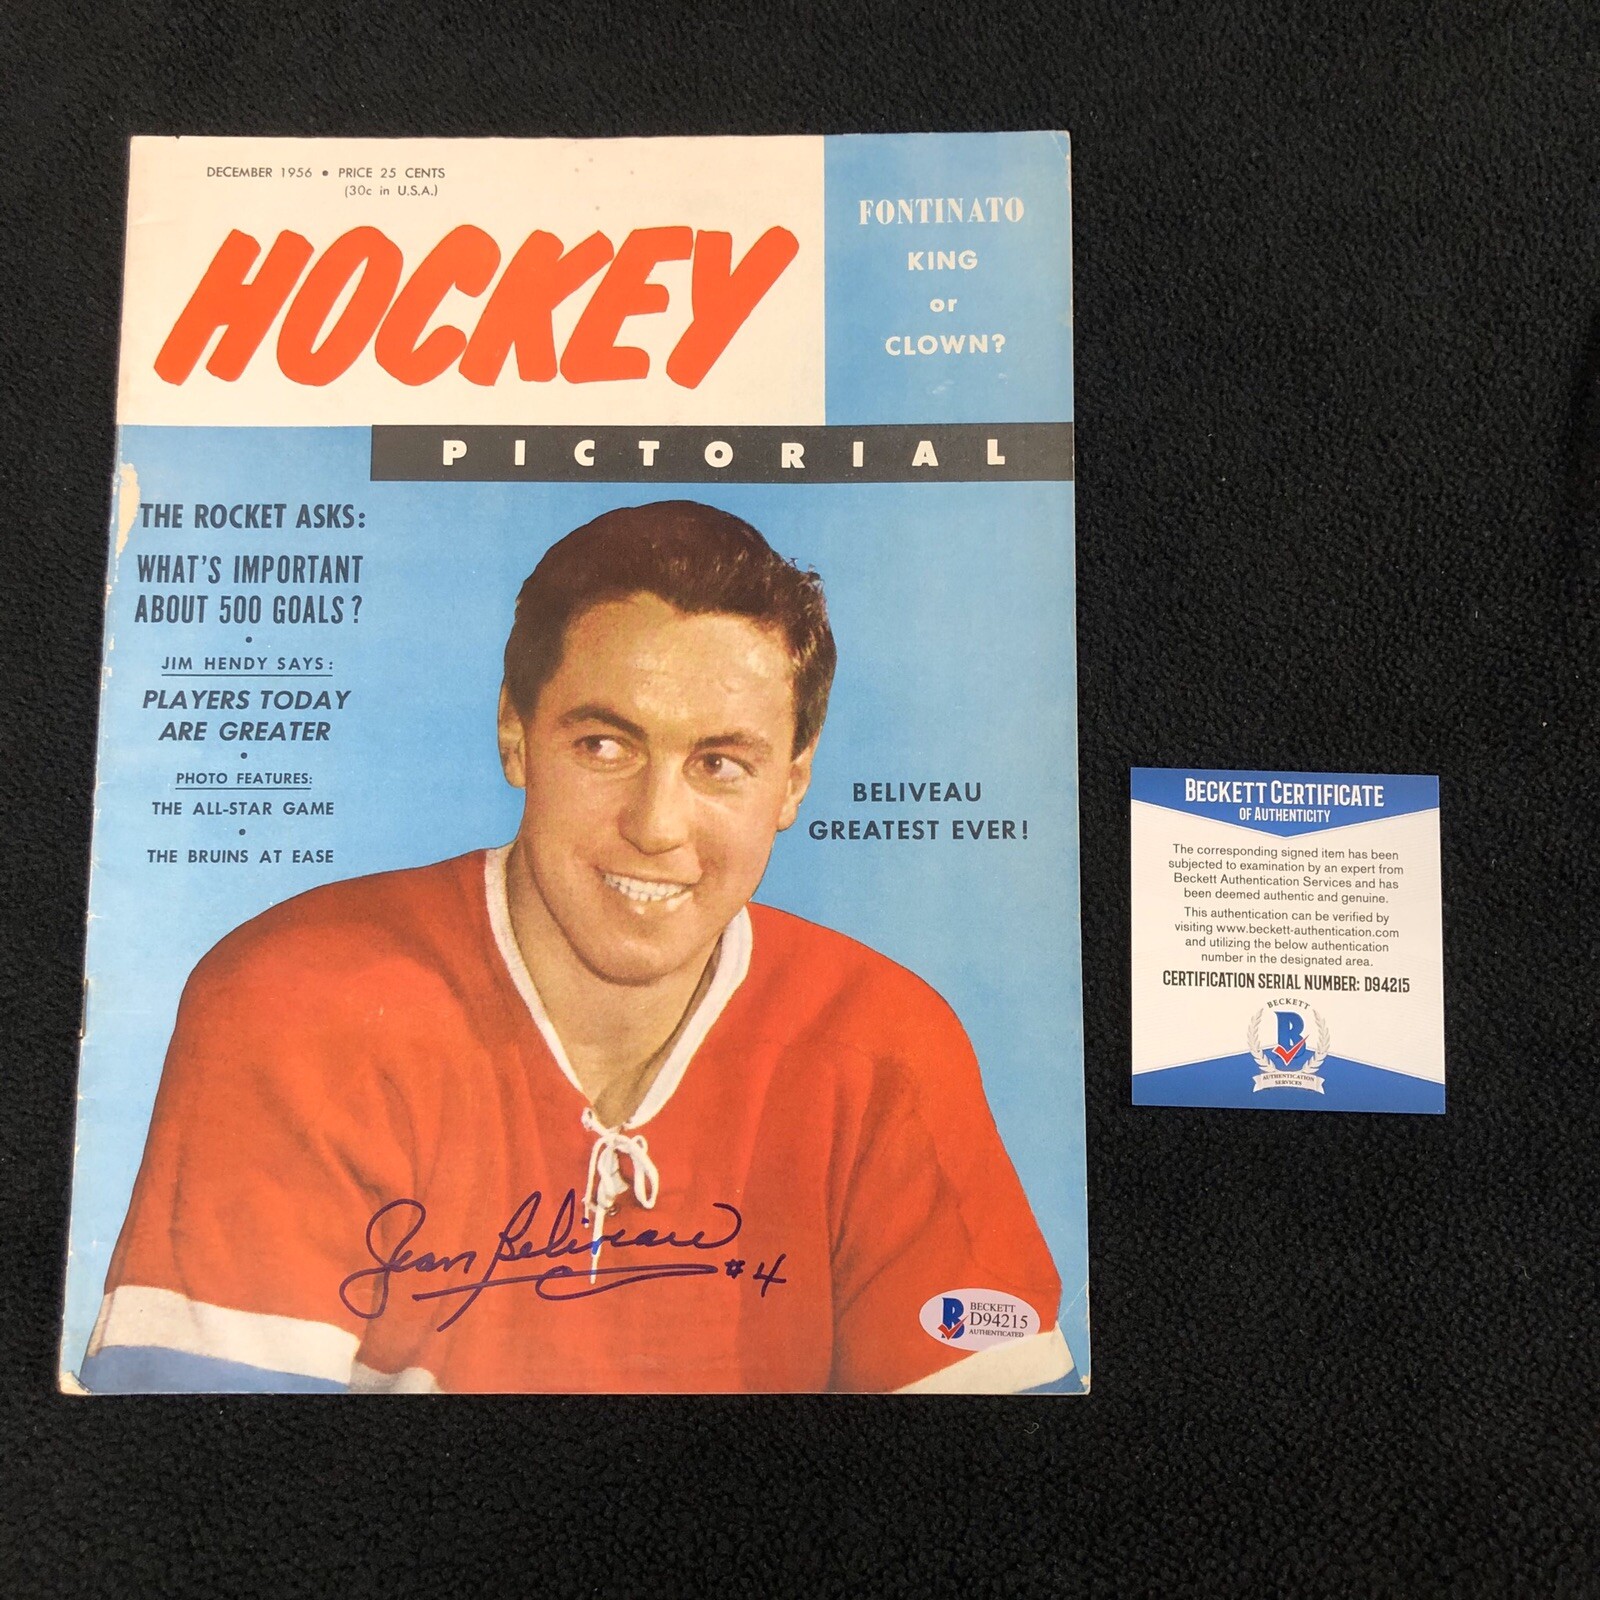 DECEMBER 1956 • PRICE 25 CENTS
(30c in U.S.A.)
HOCKEY
PICTORIAL
FONTINATO
KING
or
CLOWN?
THE ROCKET ASKS:
WHAT'S IMPORTANT
ABOUT 500 GOALS?
•
JIM HENDY SAYS:
PLAYERS TODAY
ARE GREATER
•
PHOTO FEATURES:
THE ALL-STAR GAME
•
THE BRUINS AT EASE
BELIVEAU
GREATEST EVER!
Jean Beliveau #4
B
BECKETT
D94215
AUTHENTICATED
BECKETT CERTIFICATE
OF AUTHENTICITY
The corresponding signed item has been
subjected to examination by an expert from
Beckett Authentication Services and has
been deemed authentic and genuine.
This authentication can be verified by
visiting www.beckett-authentication.com
and utilizing the below authentication
number in the designated area.
CERTIFICATION SERIAL NUMBER: D94215
BECKETT
B
AUTHENTICATION
SERVICES